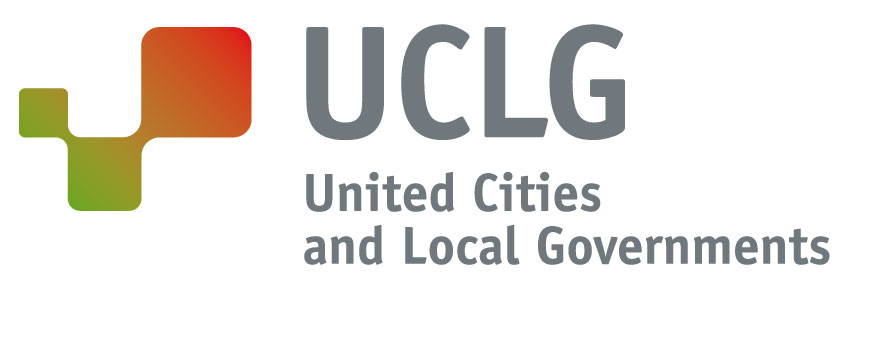 UCLG
United Cities
and Local Governments